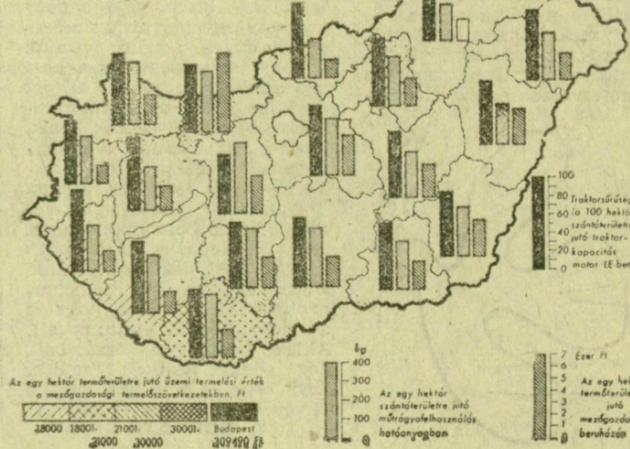 100
80
60
40
20
0
Traktorsűrűség
(a 100 hektár
szántóterületre
jutó traktor-
kapacitás
motor LE-ben
Az egy hektár termőterületre jutó üzemi termelési érték
a mezőgazdasági termelőszövetkezetekben, Ft
18000 18001- 21001- 30001- Budapest
21000 30000
kg
400
300
200
100
0
Az egy hektár
szántóterületre jutó
műtrágyafelhasználás
hatóanyagban
7 Ezer Ft
6
5
4
3
2
1
0
Az egy hek
termőterüle
jutó
mezőgazda
beruházás